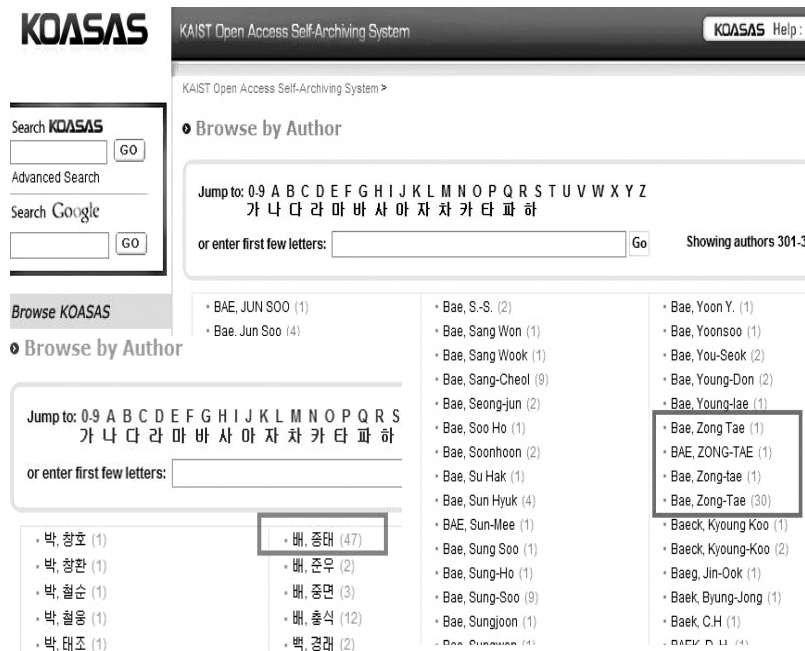 KOASAS
KAIST Open Access Self-Archiving System
KOASAS Help :
KAIST Open Access Self-Archiving System >
Search KOASAS
GO
Advanced Search
Search Google
GO
Browse KOASAS
Browse by Author
Jump to: 0-9 A B C D E F G H I J K L M N O P Q R S T U V W X Y Z
가 나 다 라 마 바 사 아 자 차 카 타 파 하
or enter first few letters:
Go
Showing authors 301-3
• BAE, JUN SOO (1)
• Bae, Jun Soo (4)
• Bae, S.-S. (2)
• Bae, Sang Won (1)
• Bae, Sang Wook (1)
• Bae, Sang-Cheol (9)
• Bae, Seong-jun (2)
• Bae, Soo Ho (1)
• Bae, Soonhoon (2)
• Bae, Su Hak (1)
• Bae, Sun Hyuk (4)
• BAE, Sun-Mee (1)
• Bae, Sung Soo (1)
• Bae, Sung-Ho (1)
• Bae, Sung-Soo (9)
• Bae, Sungjoon (1)
• Bae, Sungwon (1)
• Bae, Yoon Y. (1)
• Bae, Yoonsoo (1)
• Bae, You-Seok (2)
• Bae, Young-Don (2)
• Bae, Young-lae (1)
• Bae, Zong Tae (1)
• BAE, ZONG-TAE (1)
• Bae, Zong-tae (1)
• Bae, Zong-Tae (30)
• Baeck, Kyoung Koo (1)
• Baeck, Kyoung-Koo (2)
• Baeg, Jin-Ook (1)
• Baek, Byung-Jong (1)
• Baek, C.H (1)
• BAEK, D. H. (1)
Browse by Author
Jump to: 0-9 A B C D E F G H I J K L M N O P Q R S
가 나 다 라 마 바 사 아 자 차 카 타 파 하
or enter first few letters:
• 박, 창호 (1)
• 박, 창환 (1)
• 박, 철순 (1)
• 박, 철웅 (1)
• 박, 태조 (1)
• 배, 종태 (47)
• 배, 준우 (2)
• 배, 중면 (3)
• 배, 충식 (12)
• 백, 경래 (2)